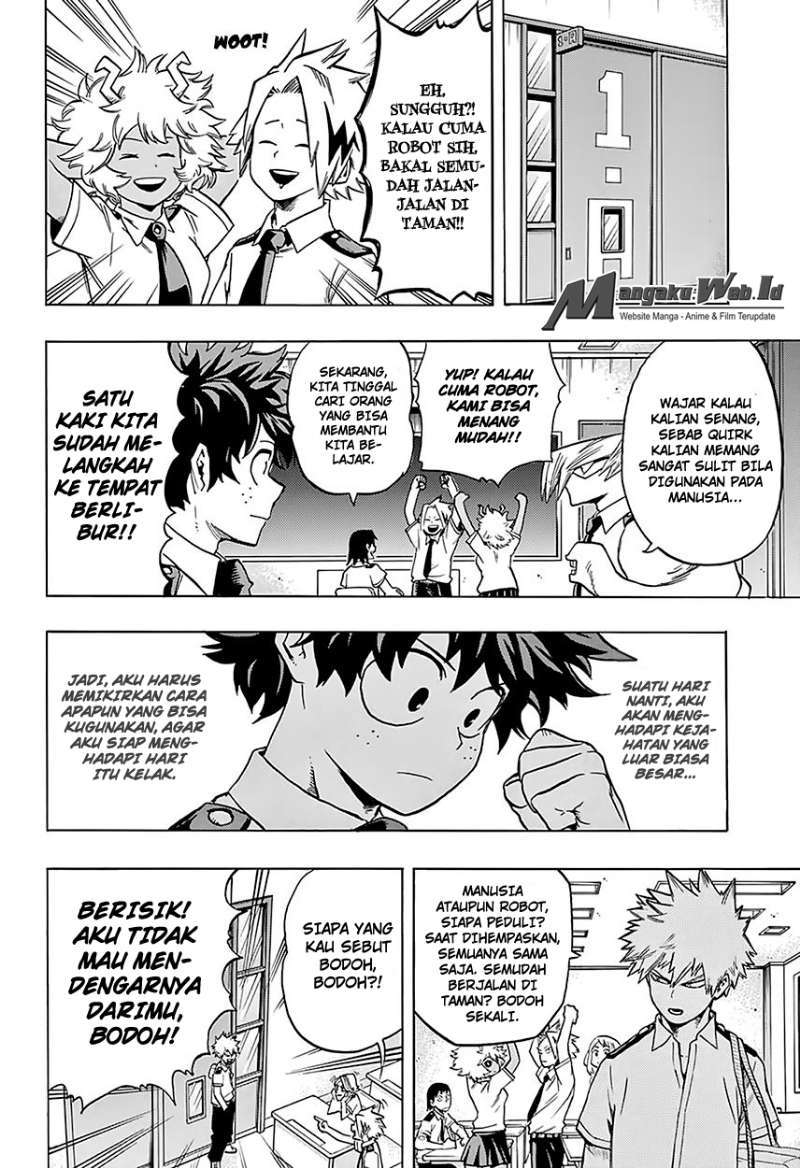 1
A
Mangaku.Web.Id
Website Manga - Anime & Film Terupdate
EH,
SUNGGUH?!
KALAU CUMA
ROBOT SIH,
BAKAL SEMU-
DAH JALAN-
JALAN DI
TAMAN!!
WOOT!
WAJAR KALAU
KALIAN SENANG,
SEBAB QUIRK
KALIAN MEMANG
SANGAT SULIT BILA
DIGUNAKAN PADA
MANUSIA...
YUP! KALAU
CUMA ROBOT,
KAMI BISA
MENANG
MUDAH!!
SEKARANG,
KITA TINGGAL
CARI ORANG
YANG BISA
MEMBANTU
KITA BE-
LAJAR.
SATU
KAKI KITA
SUDAH ME-
LANGKAH
KE TEMPAT
BERLI-
BUR!!
SUATU HARI
NANTI, AKU
AKAN MENG-
HADAPI KEJA-
HATAN YANG
LUAR BIASA
BESAR...
JADI, AKU HARUS
MEMIKIRKAN CARA
APAPUN YANG BISA
KUGUNAKAN, AGAR
AKU SIAP MENG-
HADAPI HARI
ITU KELAK.
MANUSIA
ATAUPUN ROBOT,
SIAPA PEDULI?
SAAT DIHEMPASKAN,
SEMUANYA SAMA
SAJA. SEMUDAH
BERJALAN DI
TAMAN? BODOH
SEKALI.
SIAPA YANG
KAU SEBUT
BODOH,
BODOH?!
BERISIK!
AKU TIDAK
MAU MEN-
DENGARNYA
DARIMU,
BODOH!